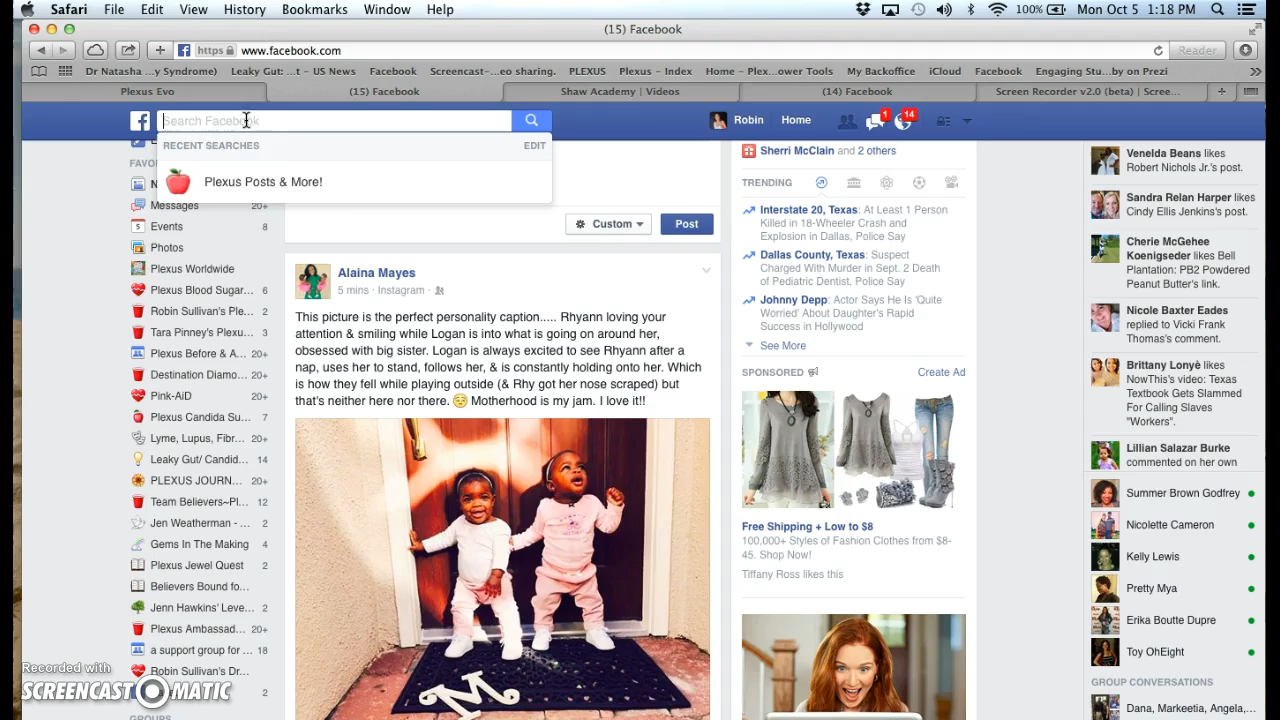 Safari File Edit View History Bookmarks Window Help 100% Mon Oct 5 1:18 PM
(15) Facebook
https www.facebook.com Reader
Dr Natasha ...y Syndrome) Leaky Gut: ...t - US News Facebook Screencast-...eo sharing. PLEXUS Plexus - Index Home - Plex...ower Tools My Backoffice iCloud Facebook Engaging Stu...by on Prezi
Plexus Evo (15) Facebook Shaw Academy | Videos (14) Facebook Screen Recorder v2.0 (beta) | Scree...
Search Facebook Robin Home 1 14
RECENT SEARCHES EDIT
Plexus Posts & More!
FAVO
N
Messages 20+
Events 8
Photos
Plexus Worldwide
Plexus Blood Sugar... 6
Robin Sullivan's Ple... 2
Tara Pinney's Plexu... 3
Plexus Before & A... 20+
Destination Diamo... 20+
Pink-AiD 20+
Plexus Candida Su... 7
Lyme, Lupus, Fibr... 20+
Leaky Gut/ Candid... 14
PLEXUS JOURN... 20+
Team Believers~Pl... 12
Jen Weatherman - ... 2
Gems In The Making 4
Plexus Jewel Quest 2
Believers Bound fo...
Jenn Hawkins' Leve... 2
Plexus Ambassad... 20+
a support group for ... 18
Robin Sullivan's Dr...
2
GROUPS
Recorded with
SCREENCAST MATIC
Custom Post
Alaina Mayes
5 mins · Instagram ·
This picture is the perfect personality caption..... Rhyann loving your
attention & smiling while Logan is into what is going on around her,
obsessed with big sister. Logan is always excited to see Rhyann after a
nap, uses her to stand, follows her, & is constantly holding onto her. Which
is how they fell while playing outside (& Rhy got her nose scraped) but
that's neither here nor there. 😌 Motherhood is my jam. I love it!!
M
Sherri McClain and 2 others
TRENDING
Interstate 20, Texas: At Least 1 Person
Killed in 18-Wheeler Crash and
Explosion in Dallas, Police Say
Dallas County, Texas: Suspect
Charged With Murder in Sept. 2 Death
of Pediatric Dentist, Police Say
Johnny Depp: Actor Says He Is 'Quite
Worried' About Daughter's Rapid
Success in Hollywood
See More
SPONSORED Create Ad
Free Shipping + Low to $8
100,000+ Styles of Fashion Clothes from $8-
45. Shop Now!
Tiffany Ross likes this
Venelda Beans likes
Robert Nichols Jr.'s post.
Sandra Relan Harper likes
Cindy Ellis Jenkins's post.
Cherie McGehee
Koenigseder likes Bell
Plantation: PB2 Powdered
Peanut Butter's link.
Nicole Baxter Eades
replied to Vicki Frank
Thomas's comment.
Brittany Lonyè likes
NowThis's video: Texas
Textbook Gets Slammed
For Calling Slaves
"Workers".
Lillian Salazar Burke
commented on her own
Summer Brown Godfrey
Nicolette Cameron
Kelly Lewis
Pretty Mya
Erika Boutte Dupre
Toy OhEight
GROUP CONVERSATIONS
Dana, Marketia, Angela,...